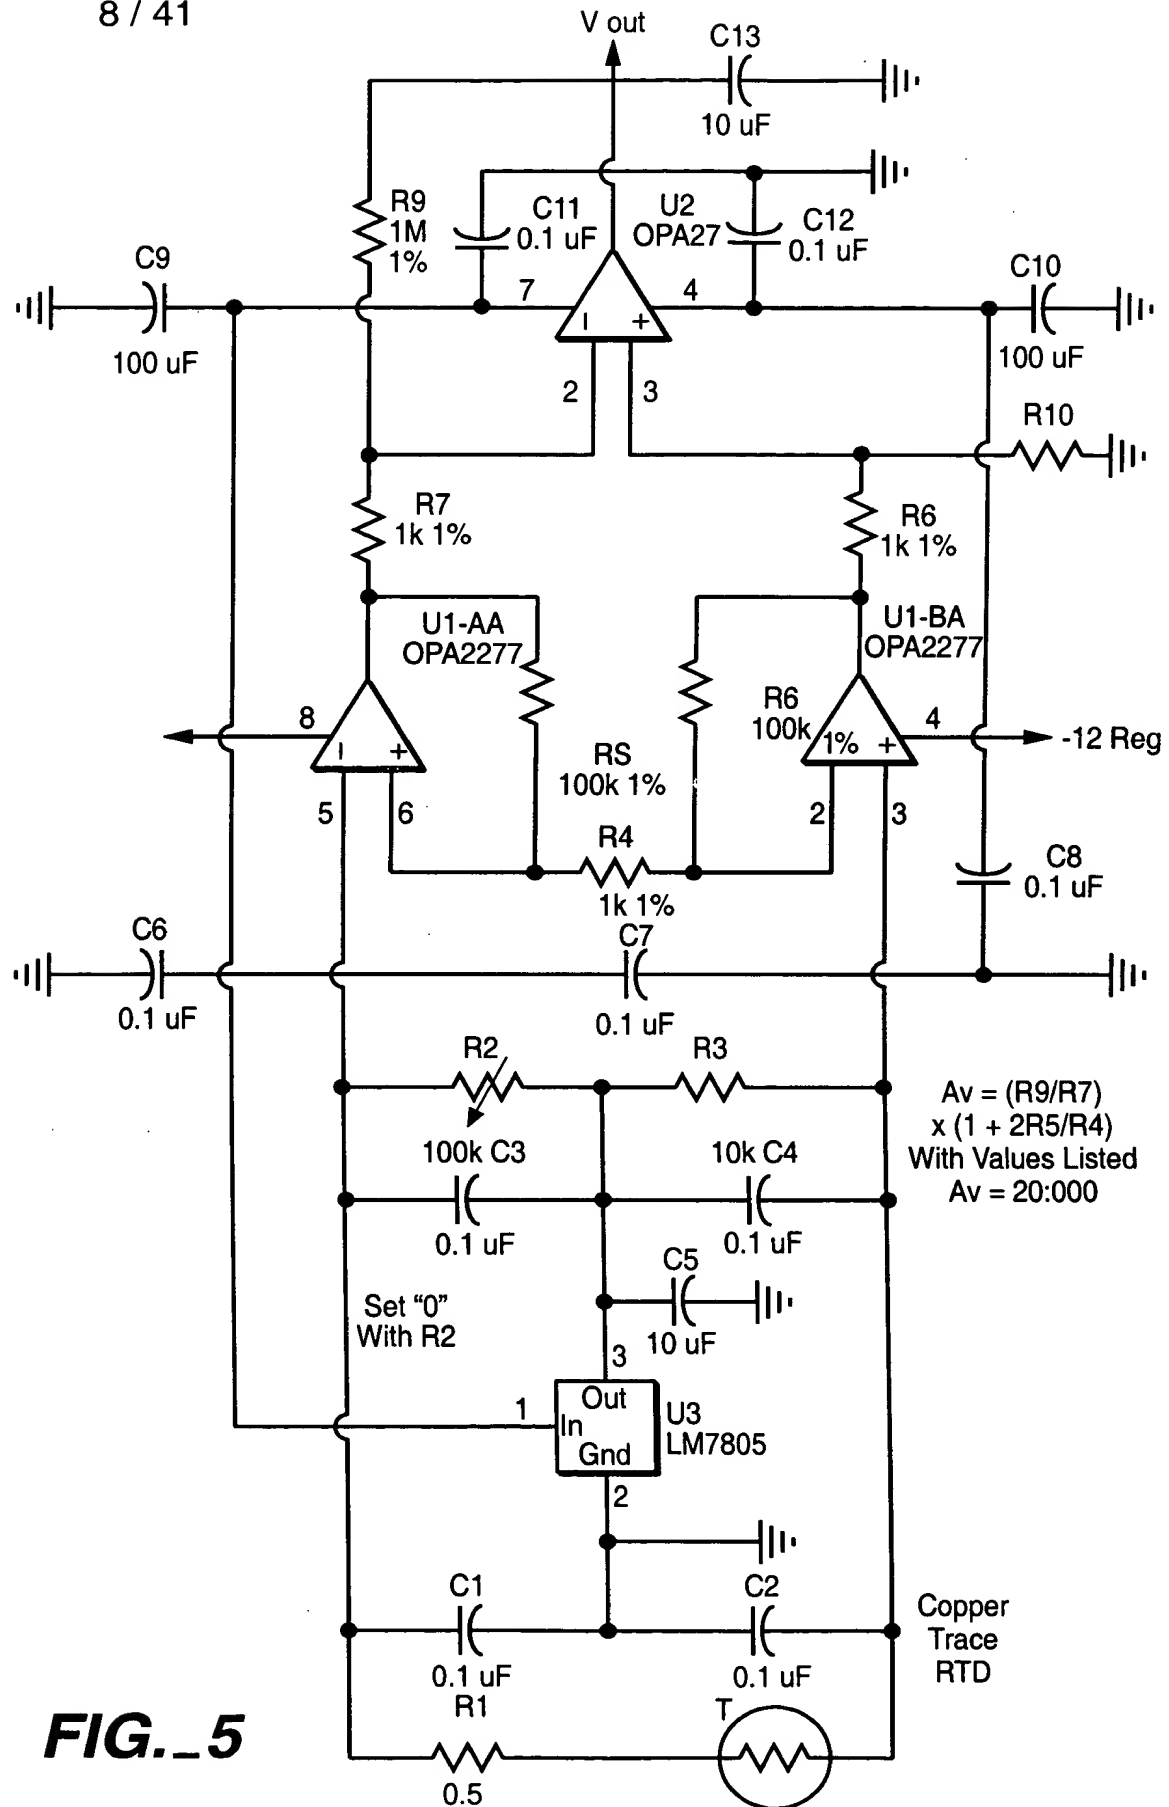 8 / 41
V out
C13
10 uF
R9
1M
1%
C11
0.1 uF
U2
OPA27
C12
0.1 uF
C9
100 uF
7
4
C10
100 uF
–
+
2
3
R10
R7
1k 1%
R6
1k 1%
U1-AA
OPA2277
U1-BA
OPA2277
8
–
+
R6
100k
1%
+
4
-12 Reg
RS
100k 1%
5
6
2
3
R4
1k 1%
C8
0.1 uF
C6
0.1 uF
C7
0.1 uF
R2
R3
100k C3
0.1 uF
10k C4
0.1 uF
Av = (R9/R7)
x (1 + 2R5/R4)
With Values Listed
Av = 20:000
C5
10 uF
Set “0”
With R2
3
Out
1
In
Gnd
U3
LM7805
2
C1
0.1 uF
C2
0.1 uF
Copper
Trace
RTD
R1
0.5
T
FIG._5